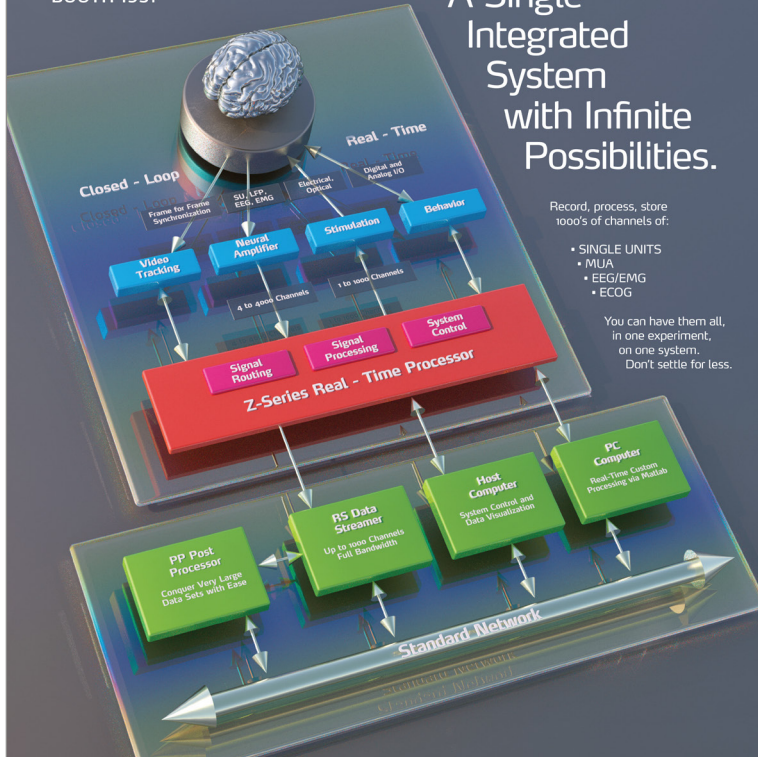 A Single
Integrated
System
with Infinite
Possibilities.
Record, process, store
1000's of channels of:
• SINGLE UNITS
• MUA
• EEG/EMG
• ECOG
You can have them all,
in one experiment,
on one system.
Don't settle for less.
Closed - Loop
Real - Time
Frame for Frame
Synchronization
SU, LFP,
EEG, EMG
Electrical,
Optical
Digital and
Analog I/O
Video
Tracking
Neural
Amplifier
Stimulation
Behavior
4 to 4000 Channels
1 to 1000 Channels
Signal
Routing
Signal
Processing
System
Control
Z-Series Real - Time Processor
PP Post
Processor
Conquer Very Large
Data Sets with Ease
RS Data
Streamer
Up to 1000 Channels
Full Bandwidth
Host
Computer
System Control and
Data Visualization
PC
Computer
Real-Time Custom
Processing via Matlab
Standard Network